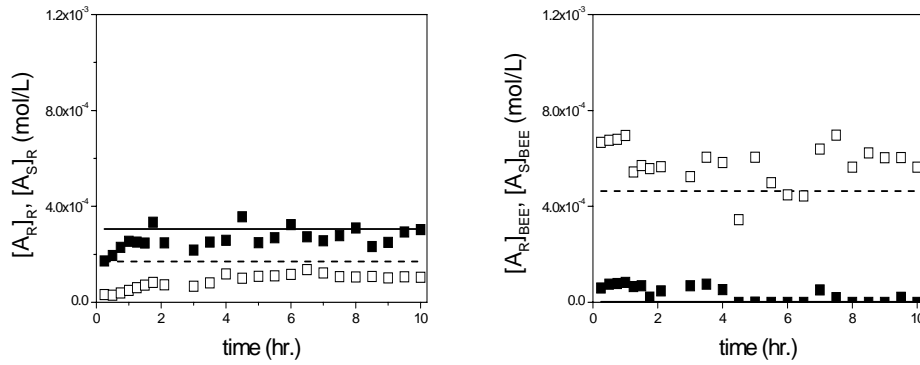 1.2x10⁻³
8.0x10⁻⁴
4.0x10⁻⁴
0.0
0 2 4 6 8 10
time (hr.)
[A_R]_R, [A_S]_R (mol/L)
1.2x10⁻³
8.0x10⁻⁴
4.0x10⁻⁴
0.0
0 2 4 6 8 10
time (hr.)
[A_R]_BEE, [A_S]_BEE (mol/L)